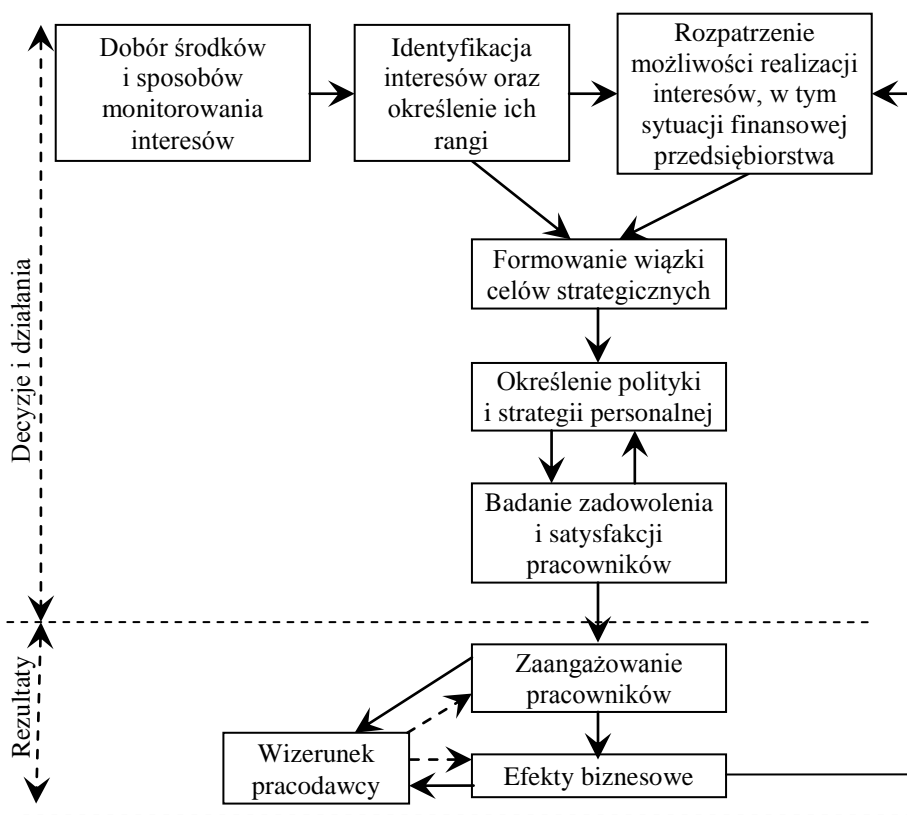 Dobór środków
i sposobów
monitorowania
interesów
Identyfikacja
interesów oraz
określenie ich
rangi
Rozpatrzenie
możliwości realizacji
interesów, w tym
sytuacji finansowej
przedsiębiorstwa
Formowanie wiązki
celów strategicznych
Decyzje i działania
Określenie polityki
i strategii personalnej
Badanie zadowolenia
i satysfakcji
pracowników
Rezultaty
Zaangażowanie
pracowników
Wizerunek
pracodawcy
Efekty biznesowe